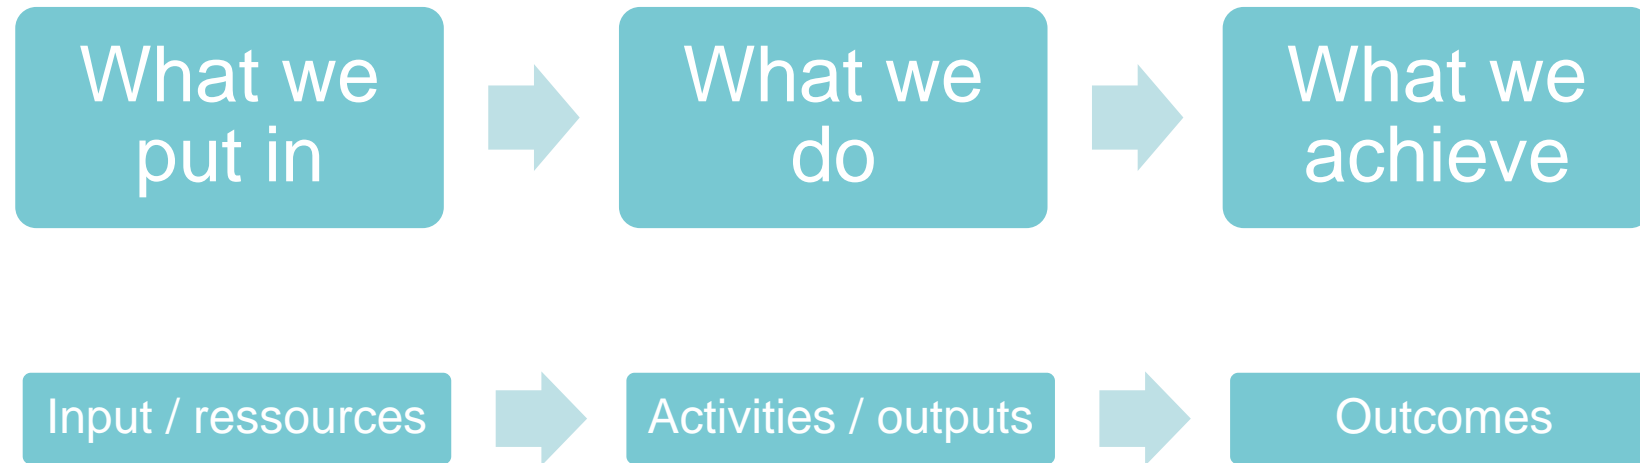 What we
put in
What we
do
What we
achieve
Input / ressources
Activities / outputs
Outcomes